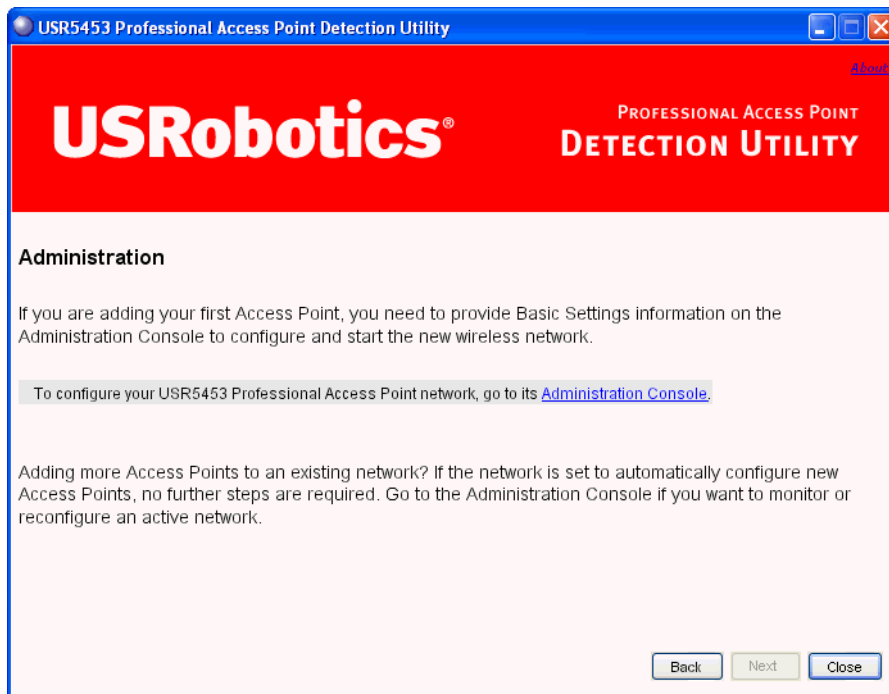 USR5453 Professional Access Point Detection Utility
About
USRobotics®
PROFESSIONAL ACCESS POINT
DETECTION UTILITY
Administration
If you are adding your first Access Point, you need to provide Basic Settings information on the
Administration Console to configure and start the new wireless network.
To configure your USR5453 Professional Access Point network, go to its Administration Console.
Adding more Access Points to an existing network? If the network is set to automatically configure new
Access Points, no further steps are required. Go to the Administration Console if you want to monitor or
reconfigure an active network.
Back
Next
Close